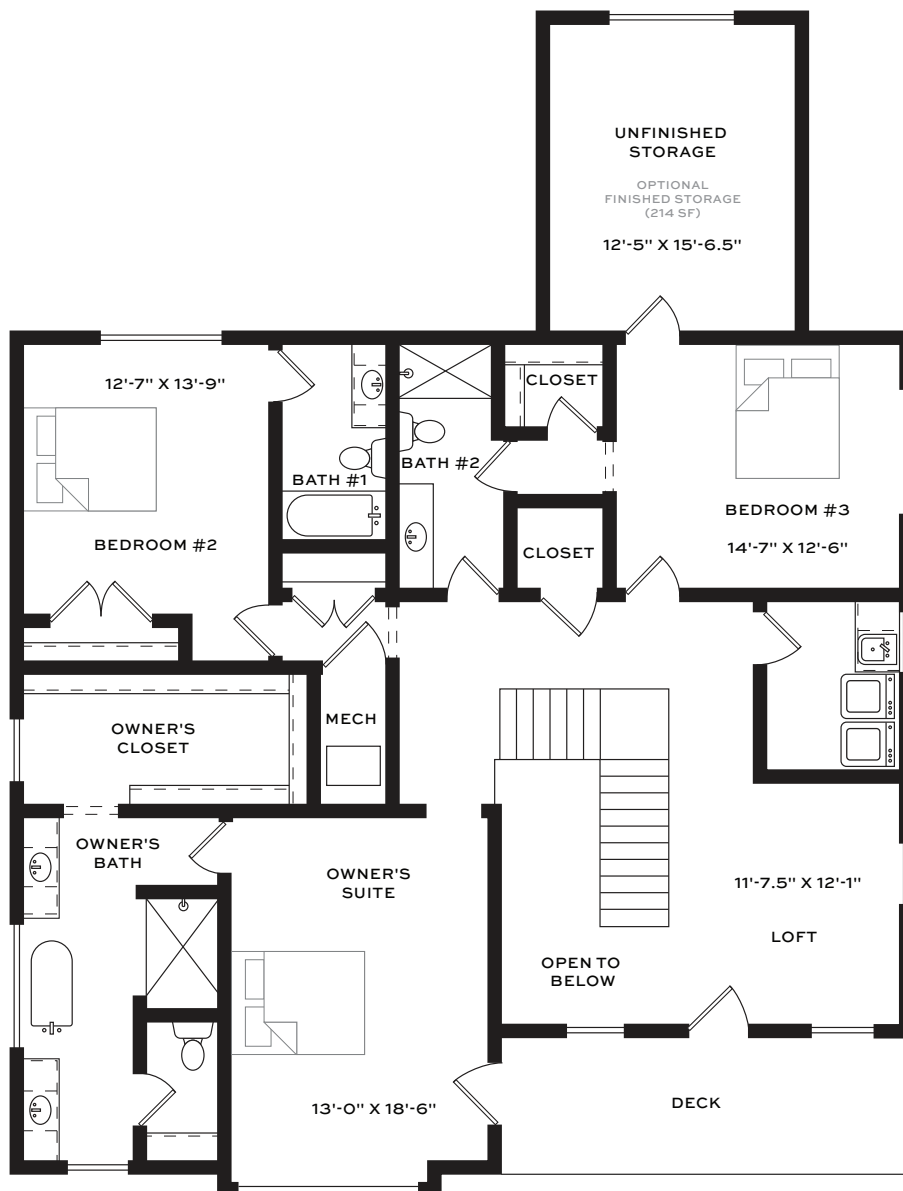 UNFINISHED
STORAGE
OPTIONAL
FINISHED STORAGE
(214 SF)
12'-5" X 15'-6.5"
12'-7" X 13'-9"
CLOSET
BATH #1
BATH #2
BEDROOM #2
BEDROOM #3
14'-7" X 12'-6"
CLOSET
MECH
OWNER'S
CLOSET
OWNER'S
BATH
OWNER'S
SUITE
11'-7.5" X 12'-1"
LOFT
OPEN TO
BELOW
13'-0" X 18'-6"
DECK